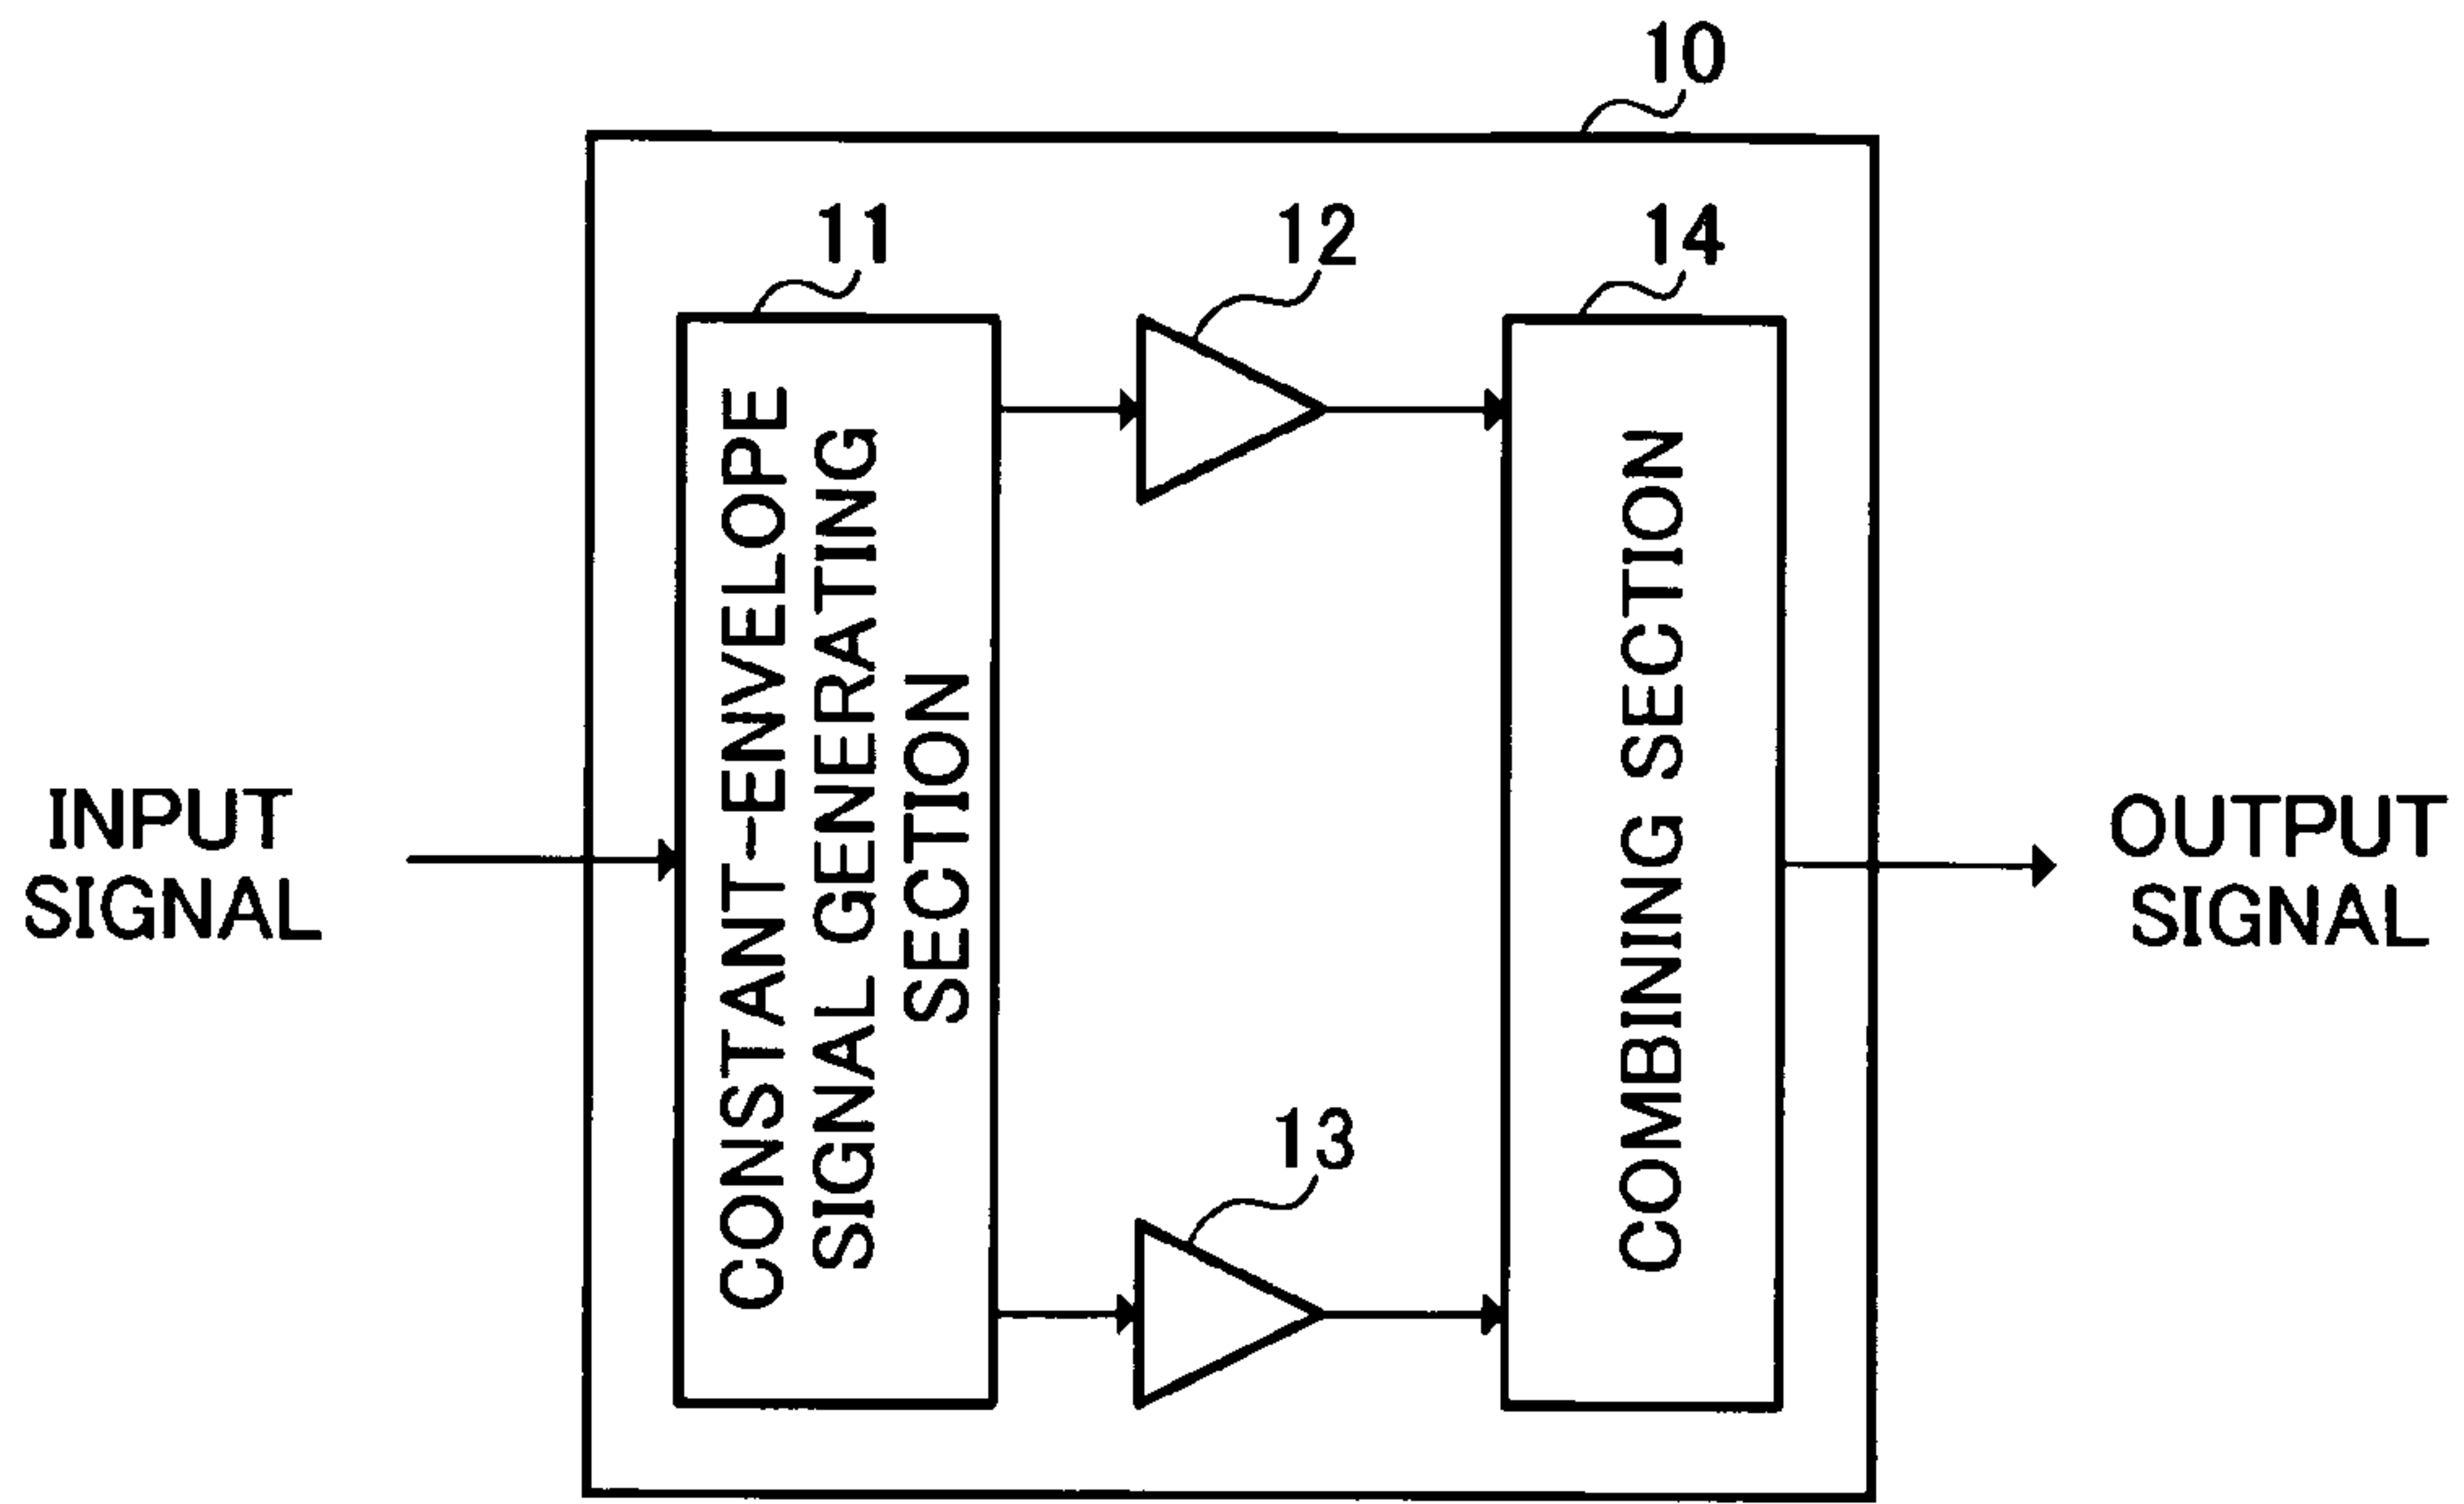 10
11
12
14
CONSTANT-ENVELOPE
SIGNAL GENERATING
SECTION
COMBINING SECTION
INPUT
SIGNAL
OUTPUT
SIGNAL
13